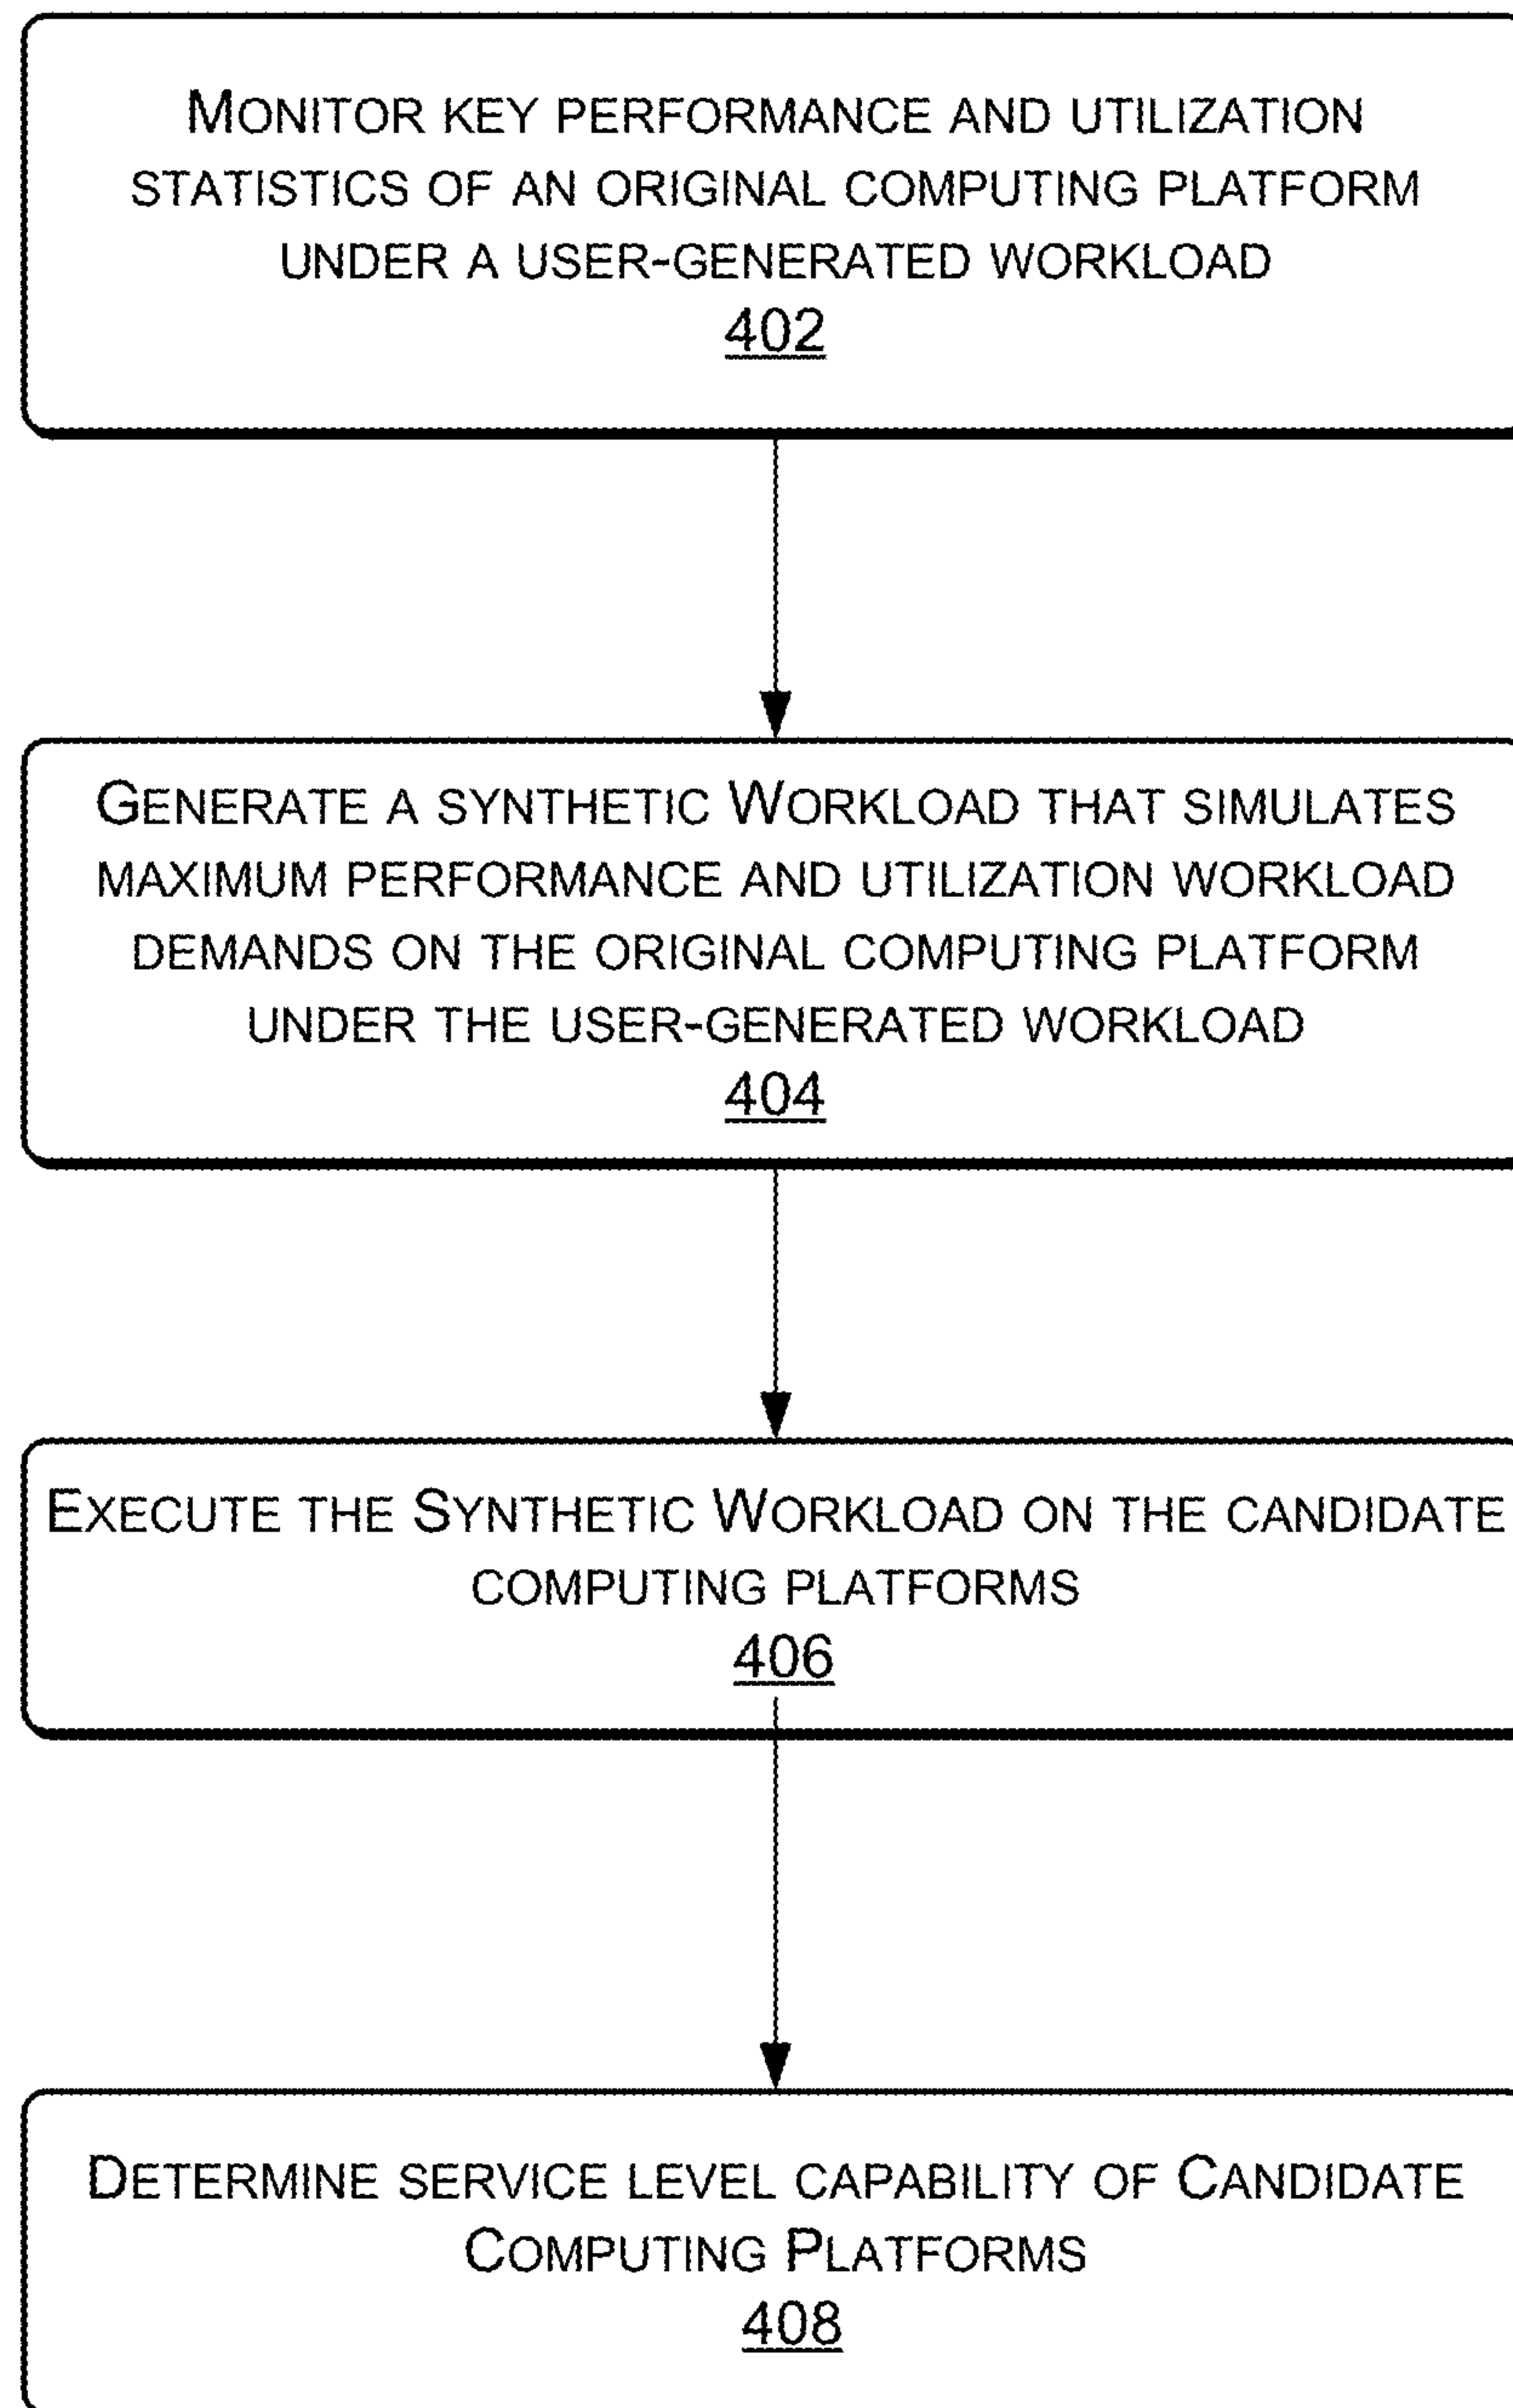 MONITOR KEY PERFORMANCE AND UTILIZATION
STATISTICS OF AN ORIGINAL COMPUTING PLATFORM
UNDER A USER-GENERATED WORKLOAD
402
GENERATE A SYNTHETIC WORKLOAD THAT SIMULATES
MAXIMUM PERFORMANCE AND UTILIZATION WORKLOAD
DEMANDS ON THE ORIGINAL COMPUTING PLATFORM
UNDER THE USER-GENERATED WORKLOAD
404
EXECUTE THE SYNTHETIC WORKLOAD ON THE CANDIDATE
COMPUTING PLATFORMS
406
DETERMINE SERVICE LEVEL CAPABILITY OF CANDIDATE
COMPUTING PLATFORMS
408